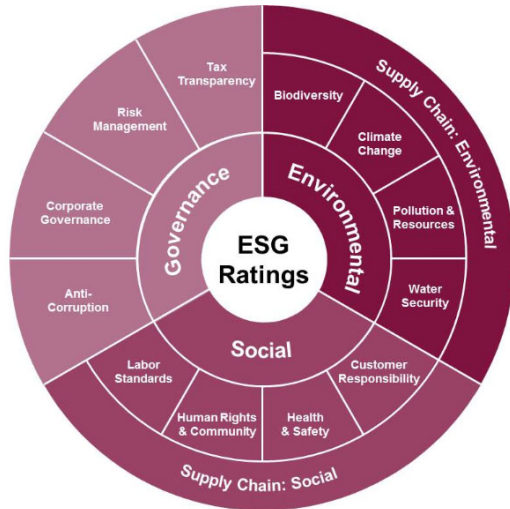 ESG
Ratings
Environmental
Biodiversity
Climate
Change
Pollution &
Resources
Water
Security
Supply Chain: Environmental
Social
Customer
Responsibility
Health
& Safety
Human Rights
& Community
Labor
Standards
Supply Chain: Social
Governance
Anti-
Corruption
Corporate
Governance
Risk
Management
Tax
Transparency